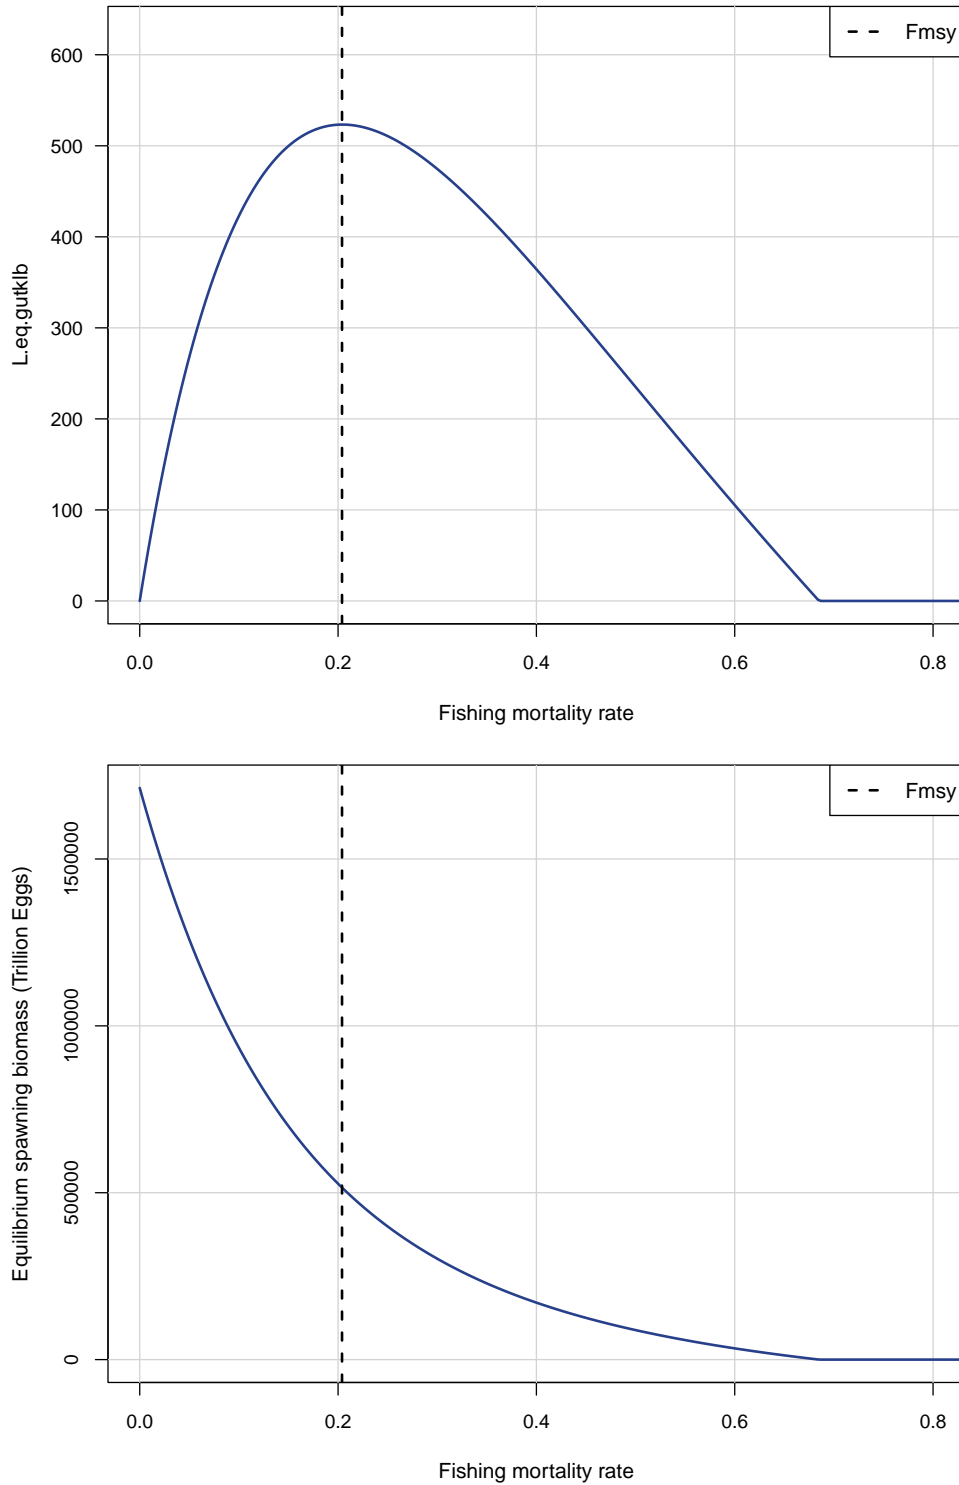 Fmsy
600
500
400
300
200
100
0
L.eq.gutklb
0.0 0.2 0.4 0.6 0.8
Fishing mortality rate
Fmsy
1500000
1000000
500000
0
Equilibrium spawning biomass (Trillion Eggs)
0.0 0.2 0.4 0.6 0.8
Fishing mortality rate